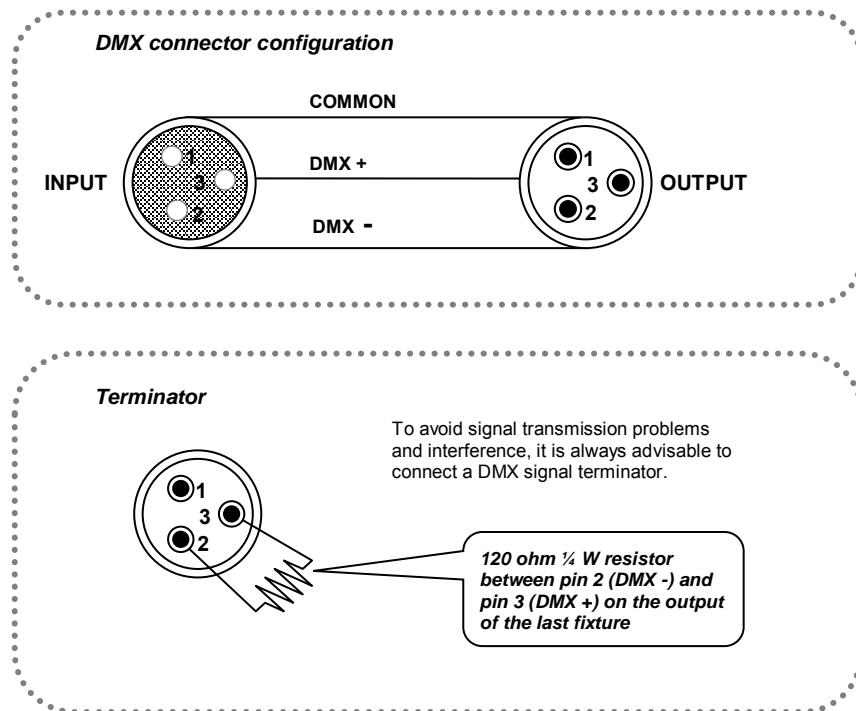 DMX connector configuration
COMMON
INPUT
1
3
2
DMX +
DMX -
1
3
2
OUTPUT
Terminator
1
3
2
To avoid signal transmission problems
and interference, it is always advisable to
connect a DMX signal terminator.
120 ohm ¼ W resistor
between pin 2 (DMX -) and
pin 3 (DMX +) on the output
of the last fixture